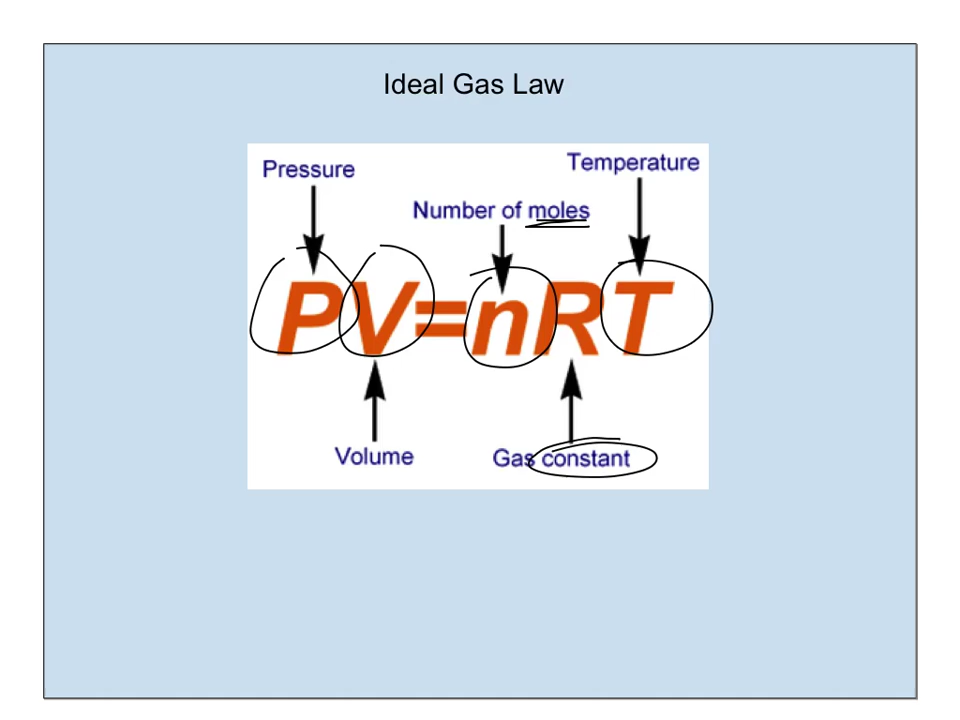 Ideal Gas Law
Pressure
Temperature
Number of moles
PV=nRT
Volume
Gas constant